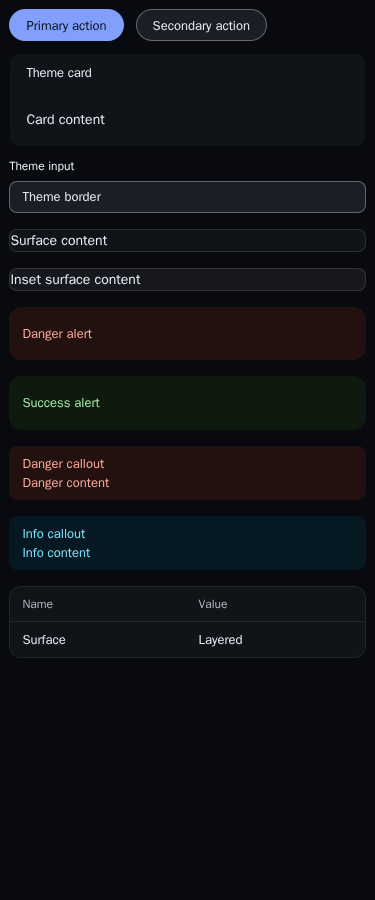 Primary action
Secondary action
Theme card
Card content
Theme input
Theme border
Surface content
Inset surface content
Danger alert
Success alert
Danger callout
Danger content
Info callout
Info content
Name Value
Surface Layered